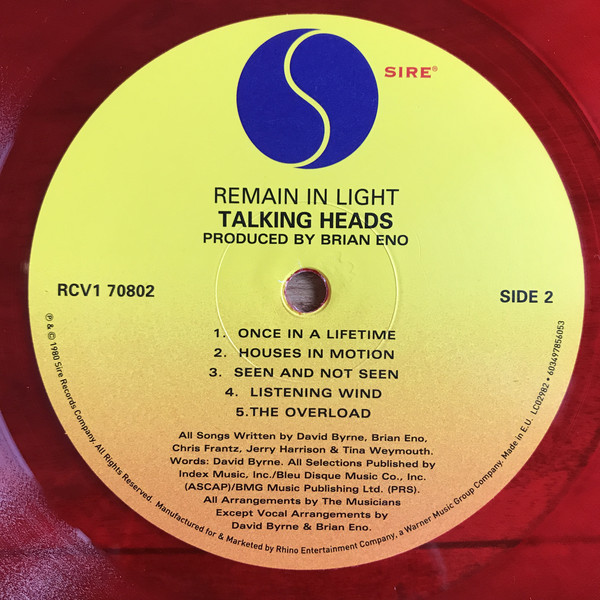 SIRE®
REMAIN IN LIGHT
TALKING HEADS
PRODUCED BY BRIAN ENO
RCV1 70802
SIDE 2
1. ONCE IN A LIFETIME
2. HOUSES IN MOTION
3. SEEN AND NOT SEEN
4. LISTENING WIND
5.THE OVERLOAD
All Songs Written by David Byrne, Brian Eno,
Chris Frantz, Jerry Harrison & Tina Weymouth.
Words: David Byrne. All Selections Published by
Index Music, Inc./Bleu Disque Music Co., Inc.
(ASCAP)/BMG Music Publishing Ltd. (PRS).
All Arrangements by The Musicians
Except Vocal Arrangements by
David Byrne & Brian Eno.
℗ & © 1980 Sire Records Company. All Rights Reserved. Manufactured for & Marketed by Rhino Entertainment Company, a Warner Music Group Company. Made in E.U. LC02982 • 603497856053